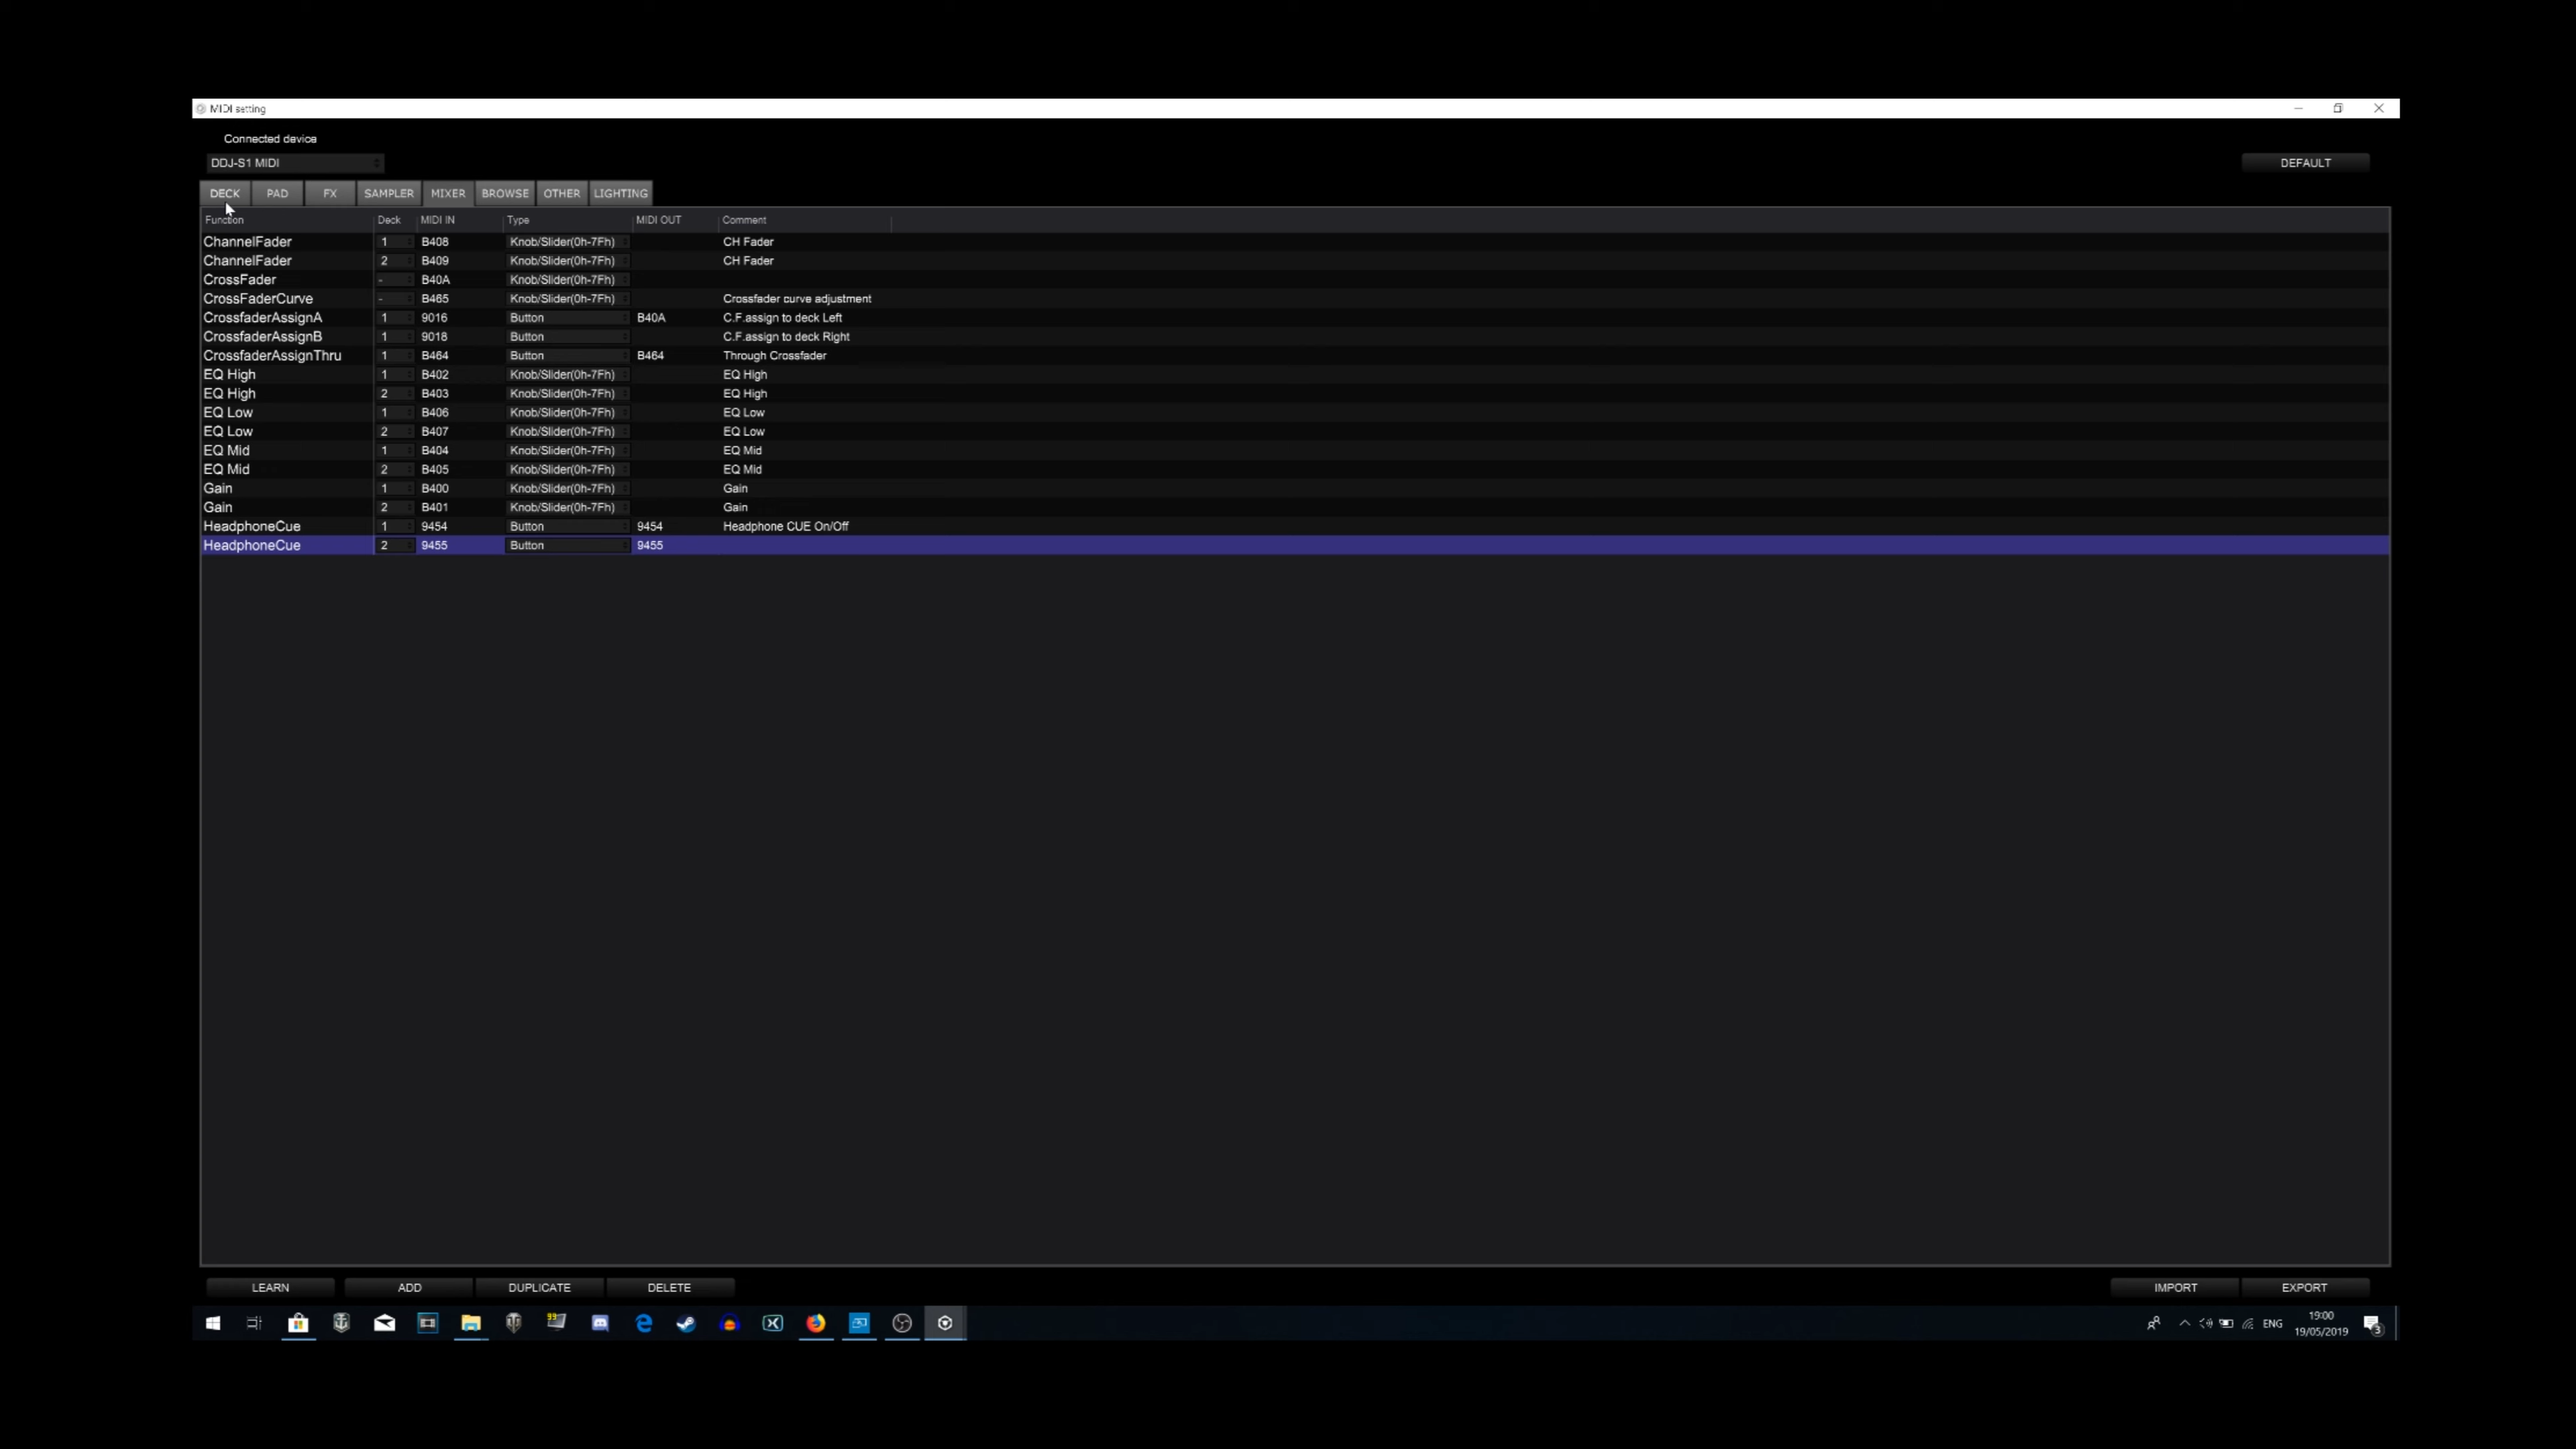 MIDI setting
Connected device
DDJ-S1 MIDI
DEFAULT
DECK PAD FX SAMPLER MIXER BROWSE OTHER LIGHTING
Function Deck MIDI IN Type MIDI OUT Comment
ChannelFader 1 B408 Knob/Slider(0h-7Fh) CH Fader
ChannelFader 2 B409 Knob/Slider(0h-7Fh) CH Fader
CrossFader - B40A Knob/Slider(0h-7Fh)
CrossFaderCurve - B465 Knob/Slider(0h-7Fh) Crossfader curve adjustment
CrossfaderAssignA 1 9016 Button B40A C.F.assign to deck Left
CrossfaderAssignB 1 9018 Button C.F.assign to deck Right
CrossfaderAssignThru 1 B464 Button B464 Through Crossfader
EQ High 1 B402 Knob/Slider(0h-7Fh) EQ High
EQ High 2 B403 Knob/Slider(0h-7Fh) EQ High
EQ Low 1 B406 Knob/Slider(0h-7Fh) EQ Low
EQ Low 2 B407 Knob/Slider(0h-7Fh) EQ Low
EQ Mid 1 B404 Knob/Slider(0h-7Fh) EQ Mid
EQ Mid 2 B405 Knob/Slider(0h-7Fh) EQ Mid
Gain 1 B400 Knob/Slider(0h-7Fh) Gain
Gain 2 B401 Knob/Slider(0h-7Fh) Gain
HeadphoneCue 1 9454 Button 9454 Headphone CUE On/Off
HeadphoneCue 2 9455 Button 9455
LEARN ADD DUPLICATE DELETE IMPORT EXPORT
99
ENG
19:00
19/05/2019
3